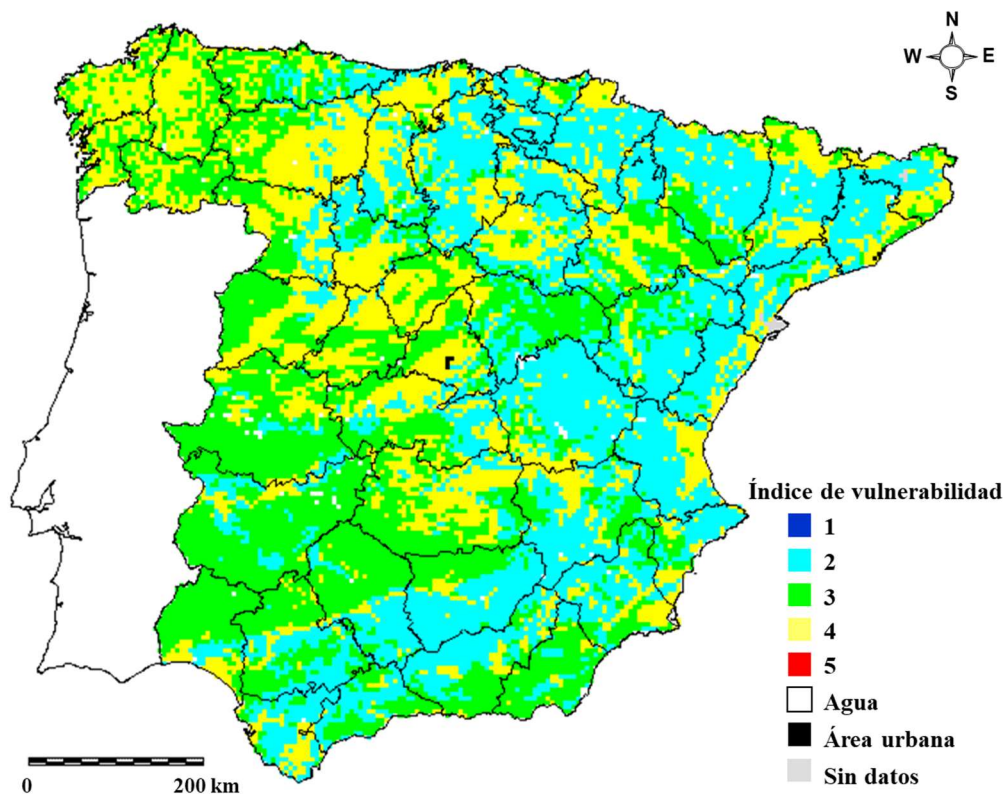 N
W E
S
Índice de vulnerabilidad
1
2
3
4
5
Agua
Área urbana
Sin datos
0 200 km